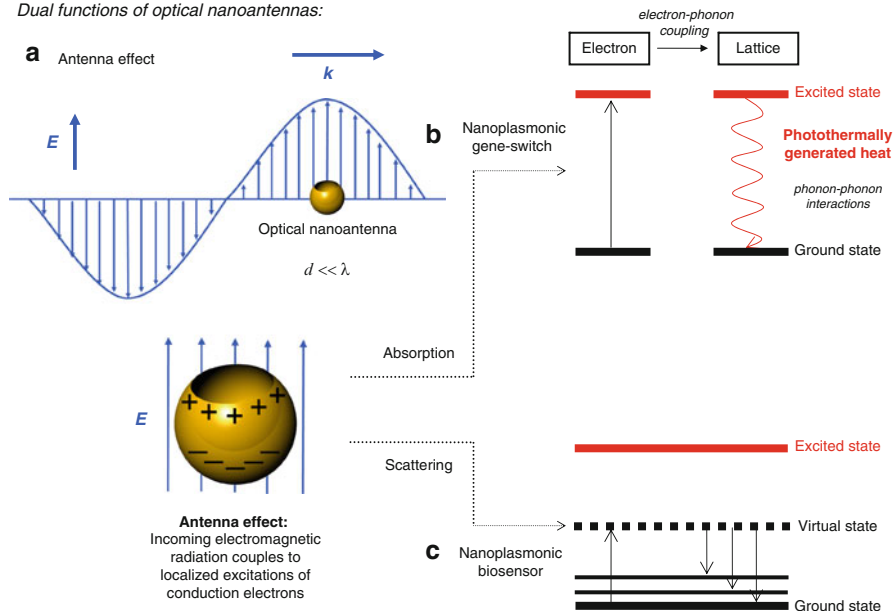 Dual functions of optical nanoantennas:
a
Antenna effect
k
E
Optical nanoantenna
d << λ
E
+ + + + +
− − − − −
Antenna effect:
Incoming electromagnetic
radiation couples to
localized excitations of
conduction electrons
Absorption
Scattering
b
Nanoplasmonic
gene-switch
electron-phonon
coupling
Electron
Lattice
Excited state
Photothermally
generated heat
phonon-phonon
interactions
Ground state
c
Nanoplasmonic
biosensor
Excited state
Virtual state
Ground state